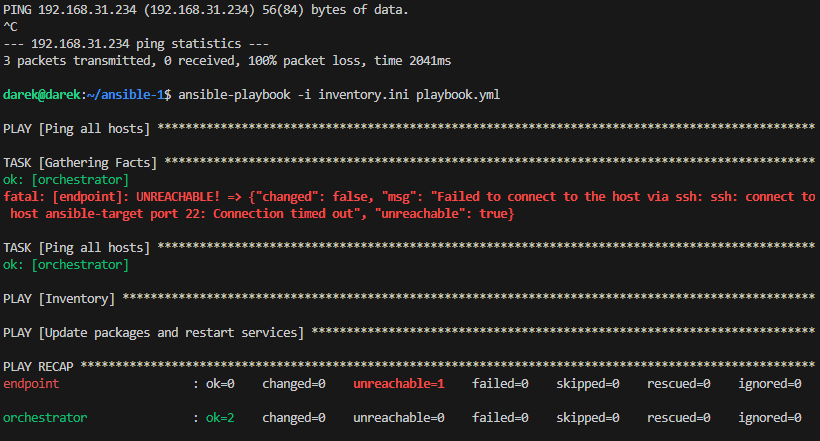 PING 192.168.31.234 (192.168.31.234) 56(84) bytes of data.
^C
--- 192.168.31.234 ping statistics ---
3 packets transmitted, 0 received, 100% packet loss, time 2041ms
darek@darek:~/ansible-1$ ansible-playbook -i inventory.ini playbook.yml
PLAY [Ping all hosts] **********************************************************************************************
TASK [Gathering Facts] *********************************************************************************************
ok: [orchestrator]
fatal: [endpoint]: UNREACHABLE! => {"changed": false, "msg": "Failed to connect to the host via ssh: ssh: connect to
host ansible-target port 22: Connection timed out", "unreachable": true}
TASK [Ping all hosts] **********************************************************************************************
ok: [orchestrator]
PLAY [Inventory] ***************************************************************************************************
PLAY [Update packages and restart services] ************************************************************************
PLAY RECAP *********************************************************************************************************
endpoint                   : ok=0    changed=0    unreachable=1    failed=0    skipped=0    rescued=0    ignored=0
orchestrator               : ok=2    changed=0    unreachable=0    failed=0    skipped=0    rescued=0    ignored=0